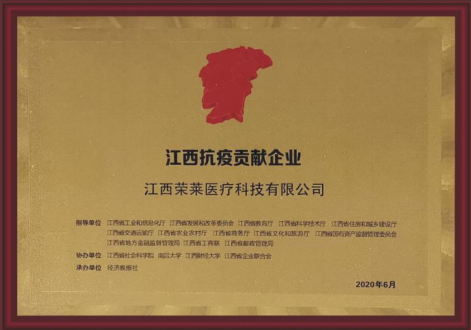 江西抗疫贡献企业
江西荣莱医疗科技有限公司
指导单位 江西省工业和信息化厅 江西省发展和改革委员会 江西省教育厅 江西省科学技术厅 江西省住房和城乡建设厅
江西省交通运输厅 江西省农业农村厅 江西省商务厅 江西省文化和旅游厅 江西省国有资产监督管理委员会
江西省地方金融监督管理局 江西省工商联 江西省邮政管理局
协办单位 江西省社会科学院 南昌大学 江西财经大学 江西省企业联合会
承办单位 经济晚报社
2020年6月